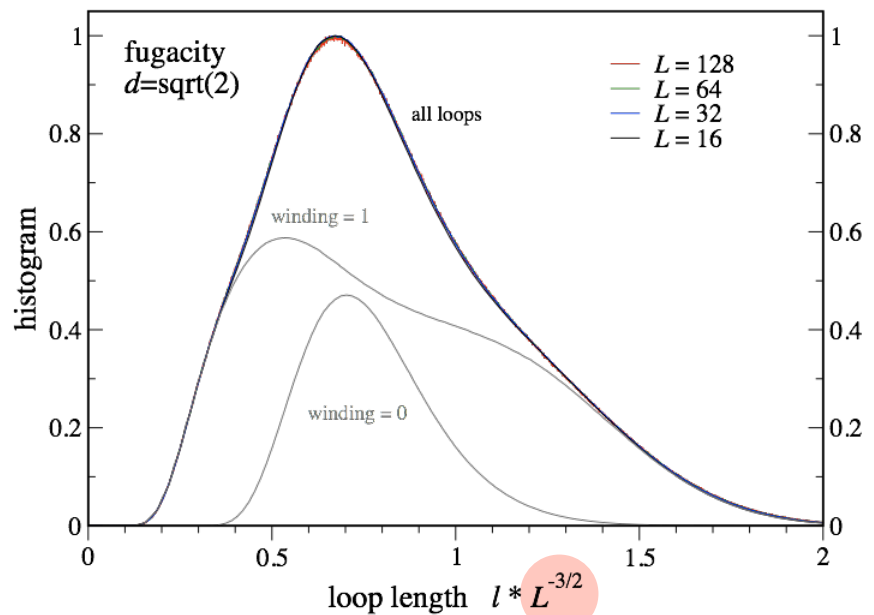 fugacity
d=sqrt(2)
all loops
L = 128
L = 64
L = 32
L = 16
winding = 1
winding = 0
histogram
1
0.8
0.6
0.4
0.2
0
1
0.8
0.6
0.4
0.2
0
0 0.5 1 1.5 2
loop length l * L^-3/2